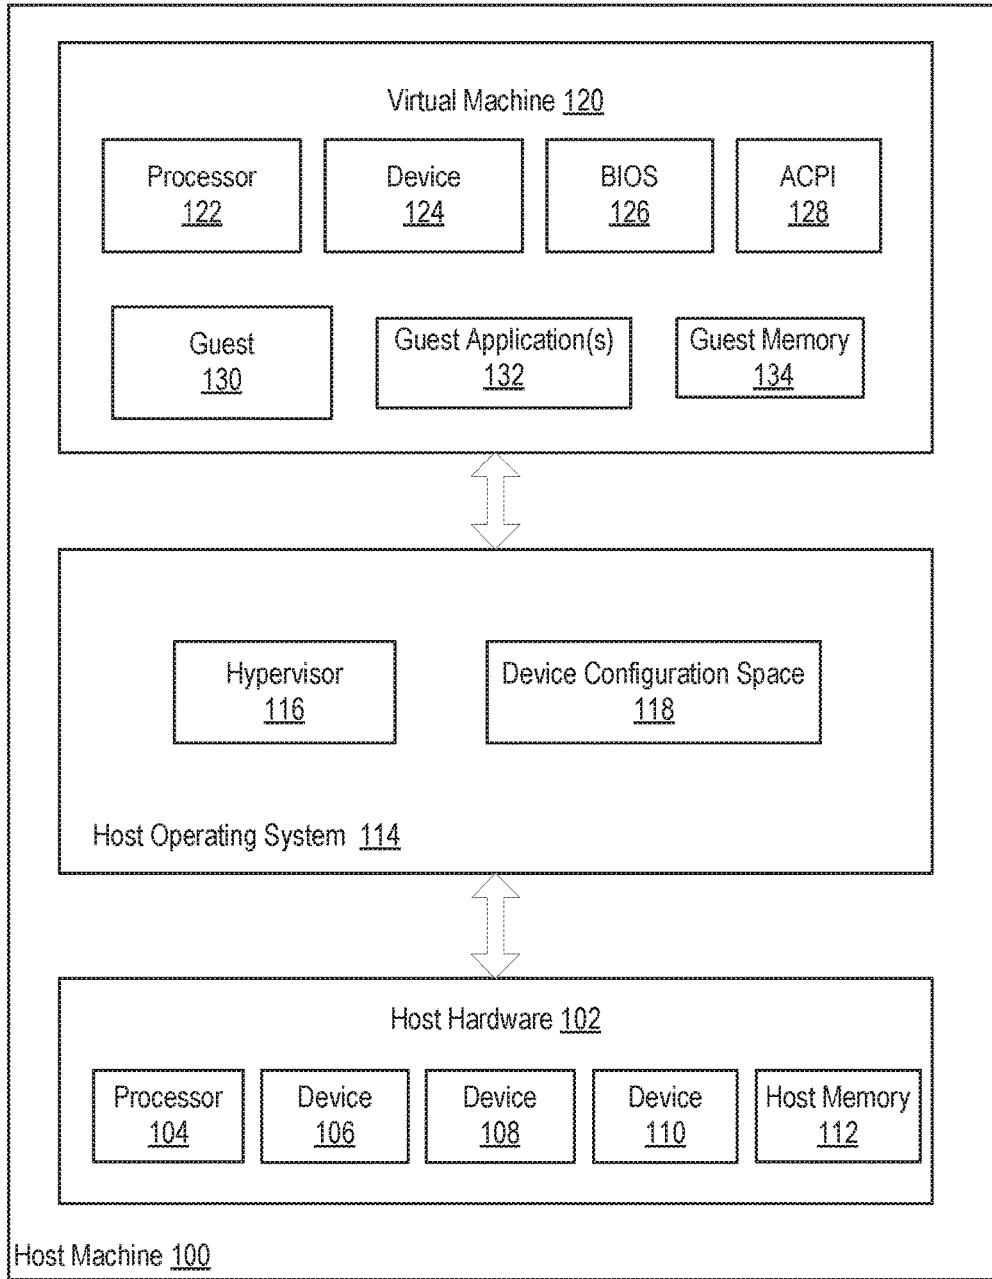 Virtual Machine 120
Processor
122
Device
124
BIOS
126
ACPI
128
Guest
130
Guest Application(s)
132
Guest Memory
134
Hypervisor
116
Device Configuration Space
118
Host Operating System 114
Host Hardware 102
Processor
104
Device
106
Device
108
Device
110
Host Memory
112
Host Machine 100